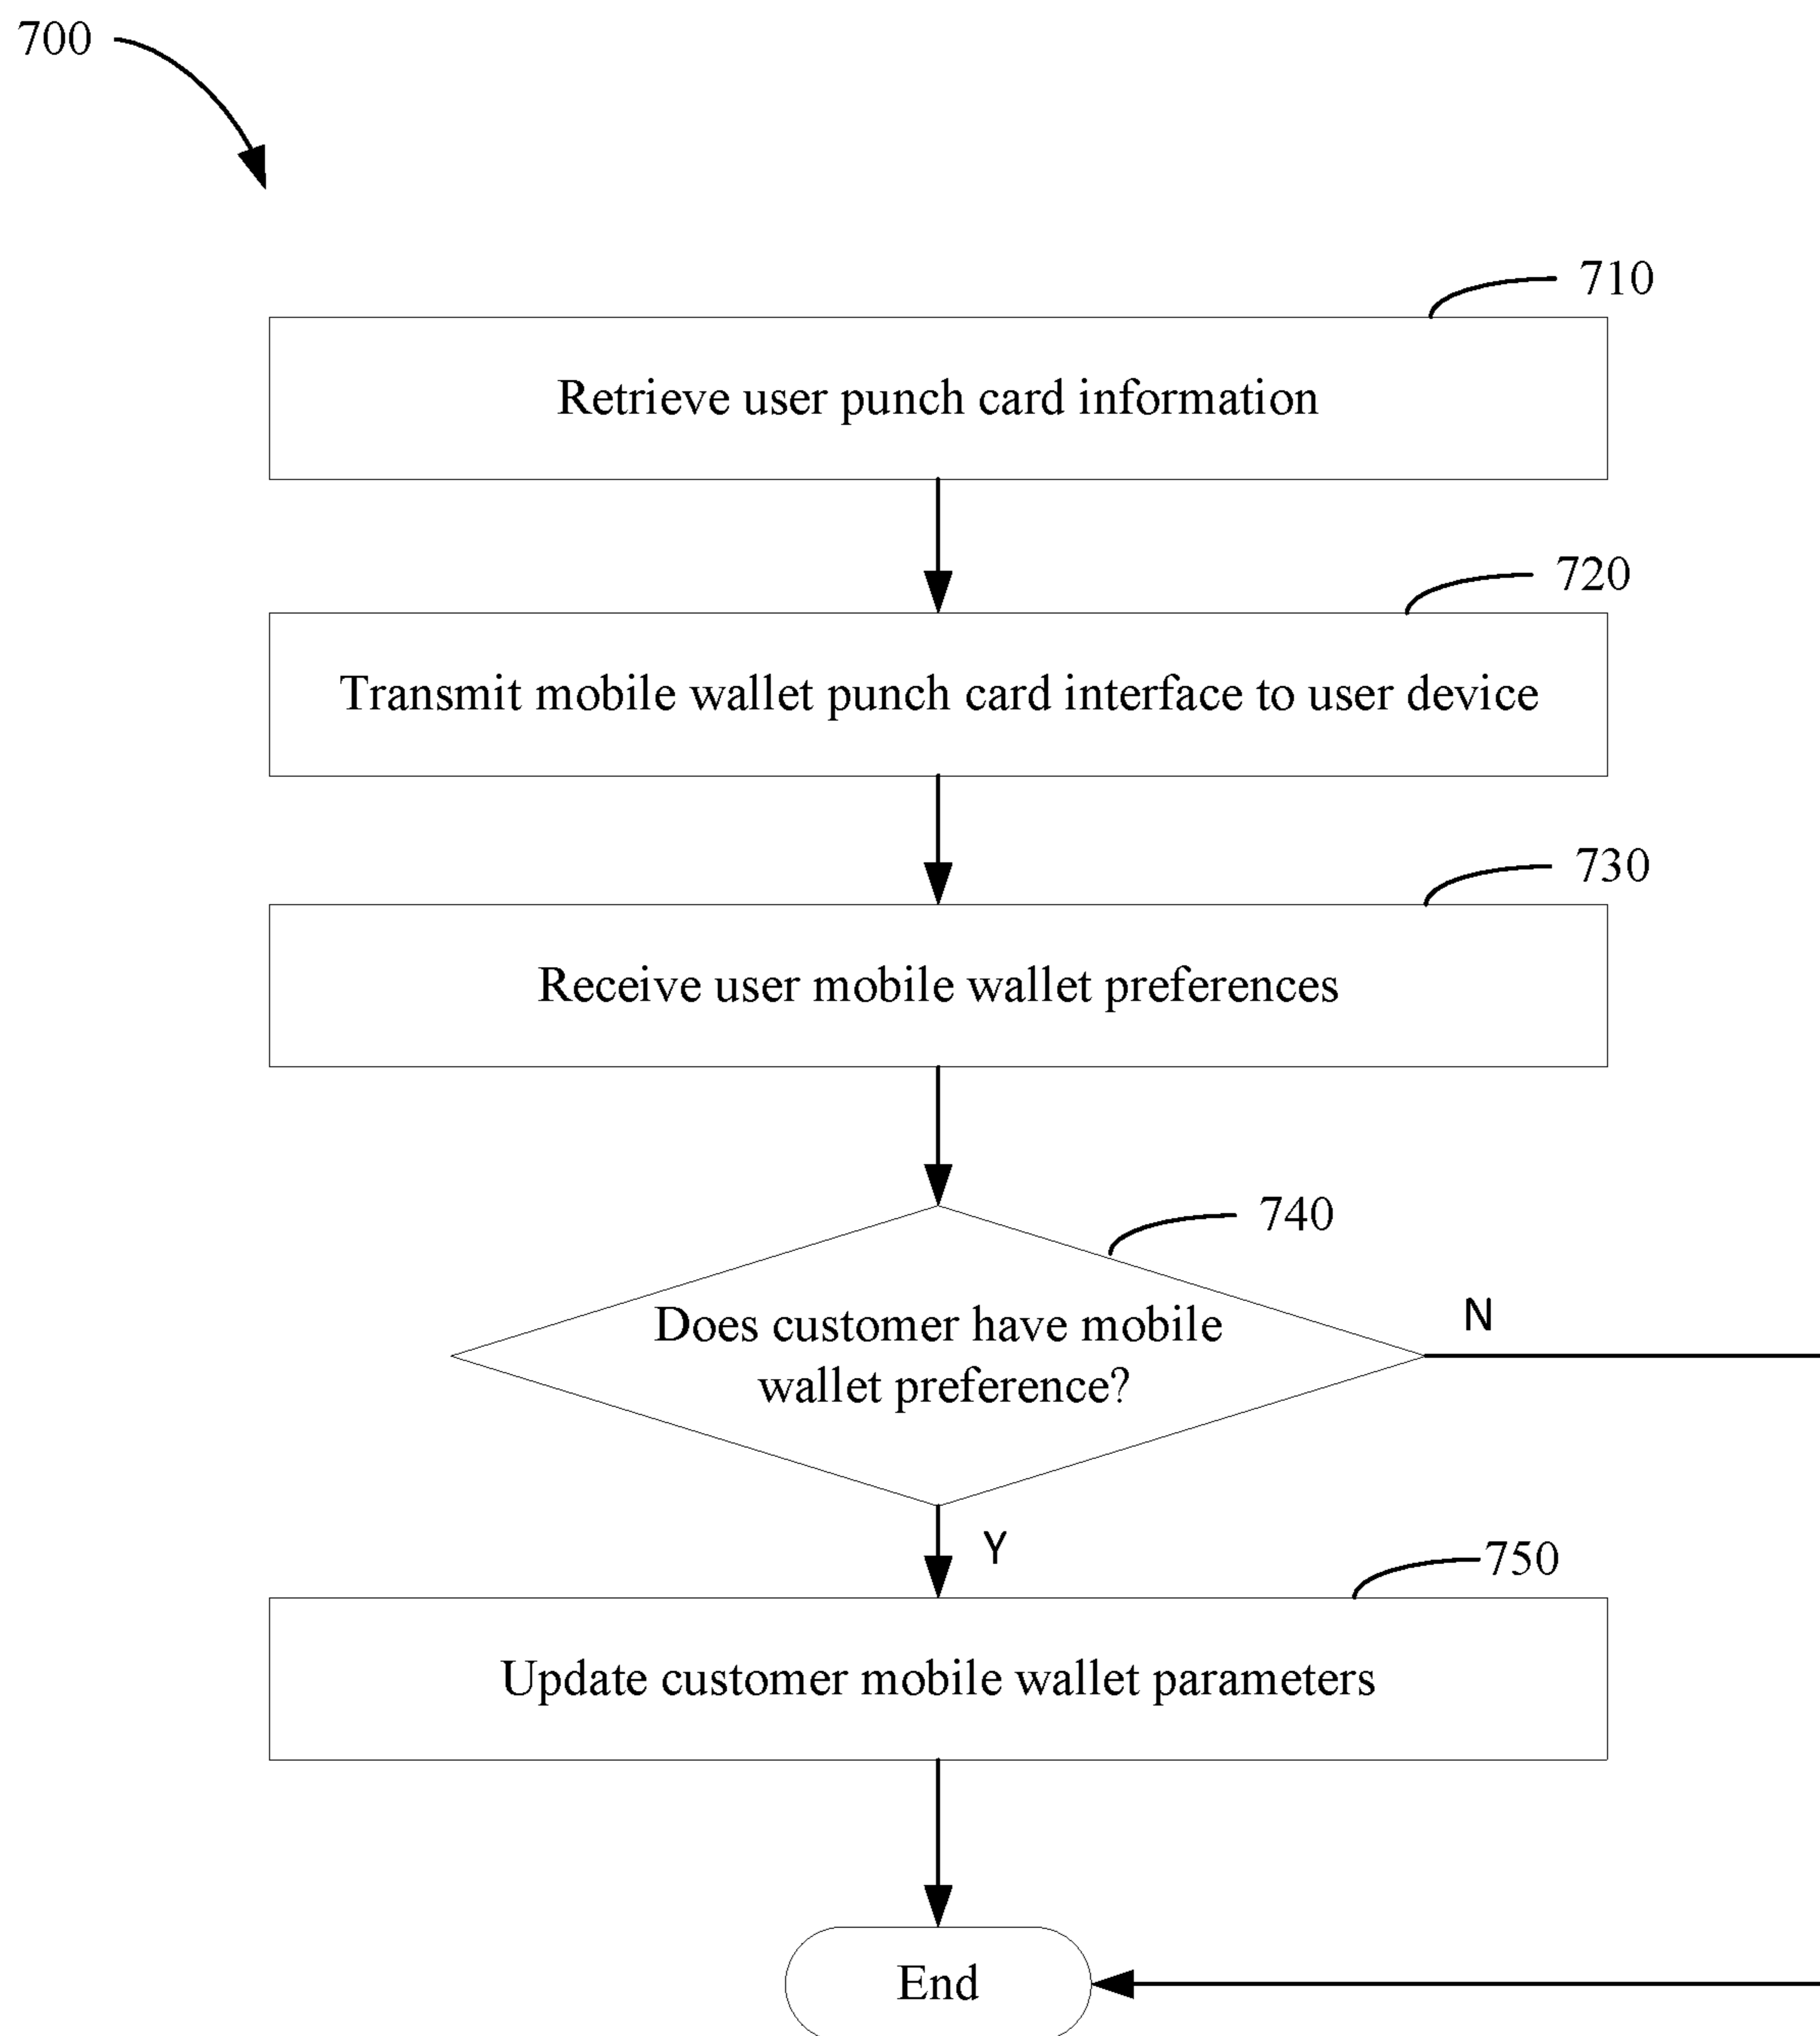 700
710
Retrieve user punch card information
720
Transmit mobile wallet punch card interface to user device
730
Receive user mobile wallet preferences
740
Does customer have mobile
wallet preference?
N
Y
750
Update customer mobile wallet parameters
End